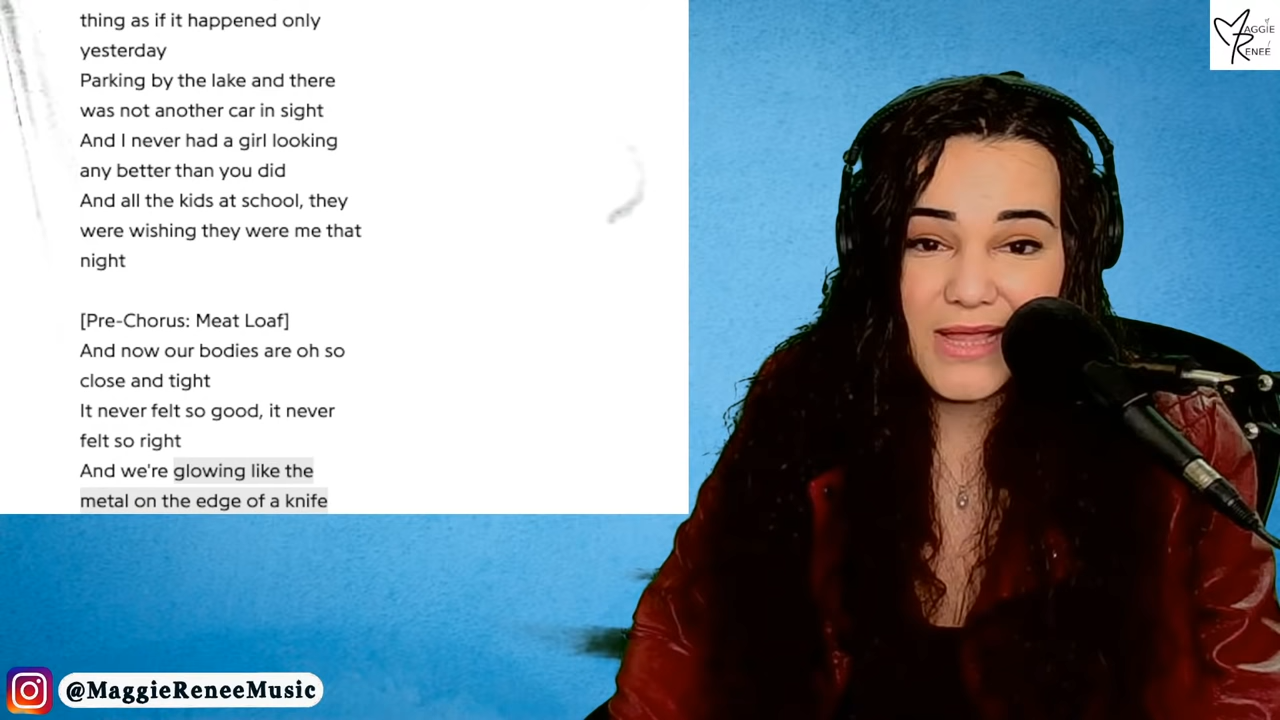 thing as if it happened only
yesterday
Parking by the lake and there
was not another car in sight
And I never had a girl looking
any better than you did
And all the kids at school, they
were wishing they were me that
night
[Pre-Chorus: Meat Loaf]
And now our bodies are oh so
close and tight
It never felt so good, it never
felt so right
And we're glowing like the
metal on the edge of a knife
Maggie
Renee
@MaggieReneeMusic